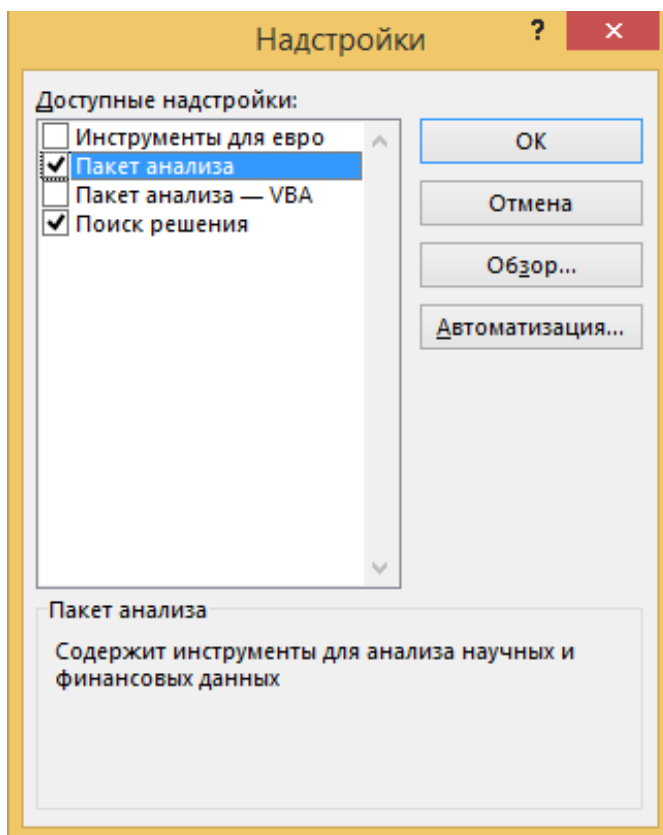 Надстройки ?
Доступные надстройки:
Инструменты для евро
Пакет анализа
Пакет анализа — VBA
Поиск решения
ОК
Отмена
Обзор...
Автоматизация...
Пакет анализа
Содержит инструменты для анализа научных и
финансовых данных